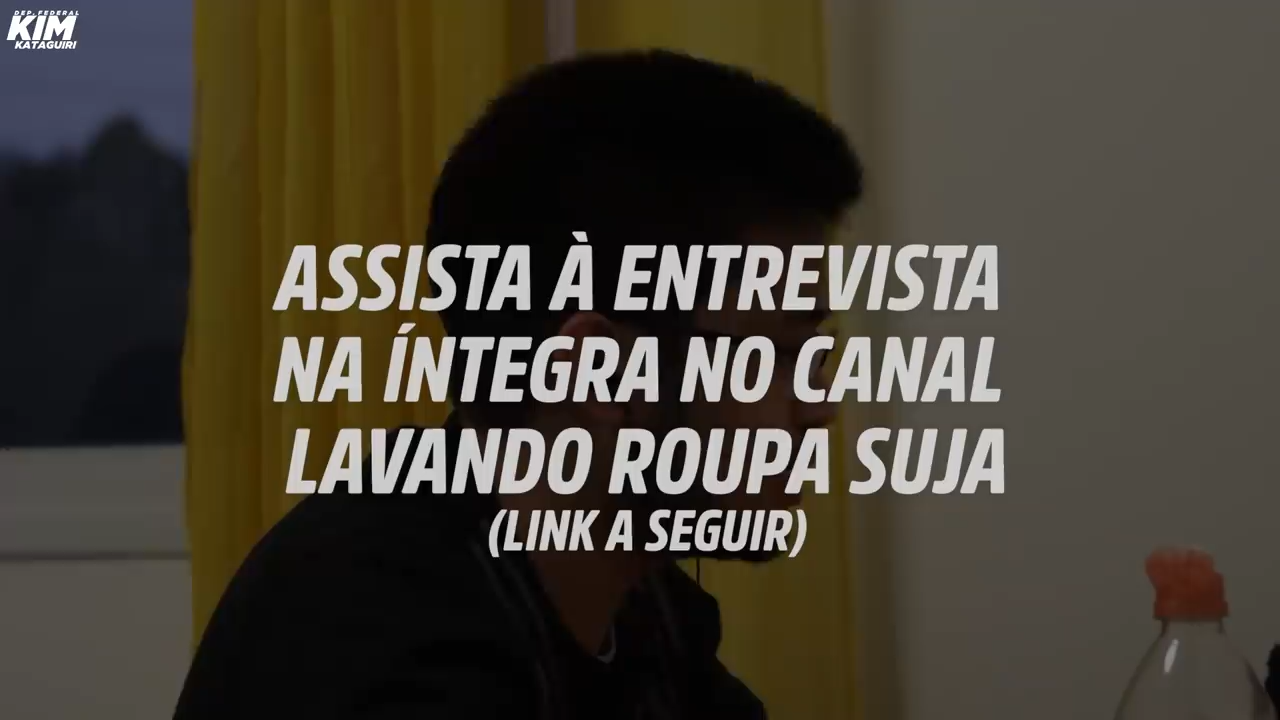 DEP. FEDERAL
KIM
KATAGUIRI
ASSISTA À ENTREVISTA
NA ÍNTEGRA NO CANAL
LAVANDO ROUPA SUJA
(LINK A SEGUIR)